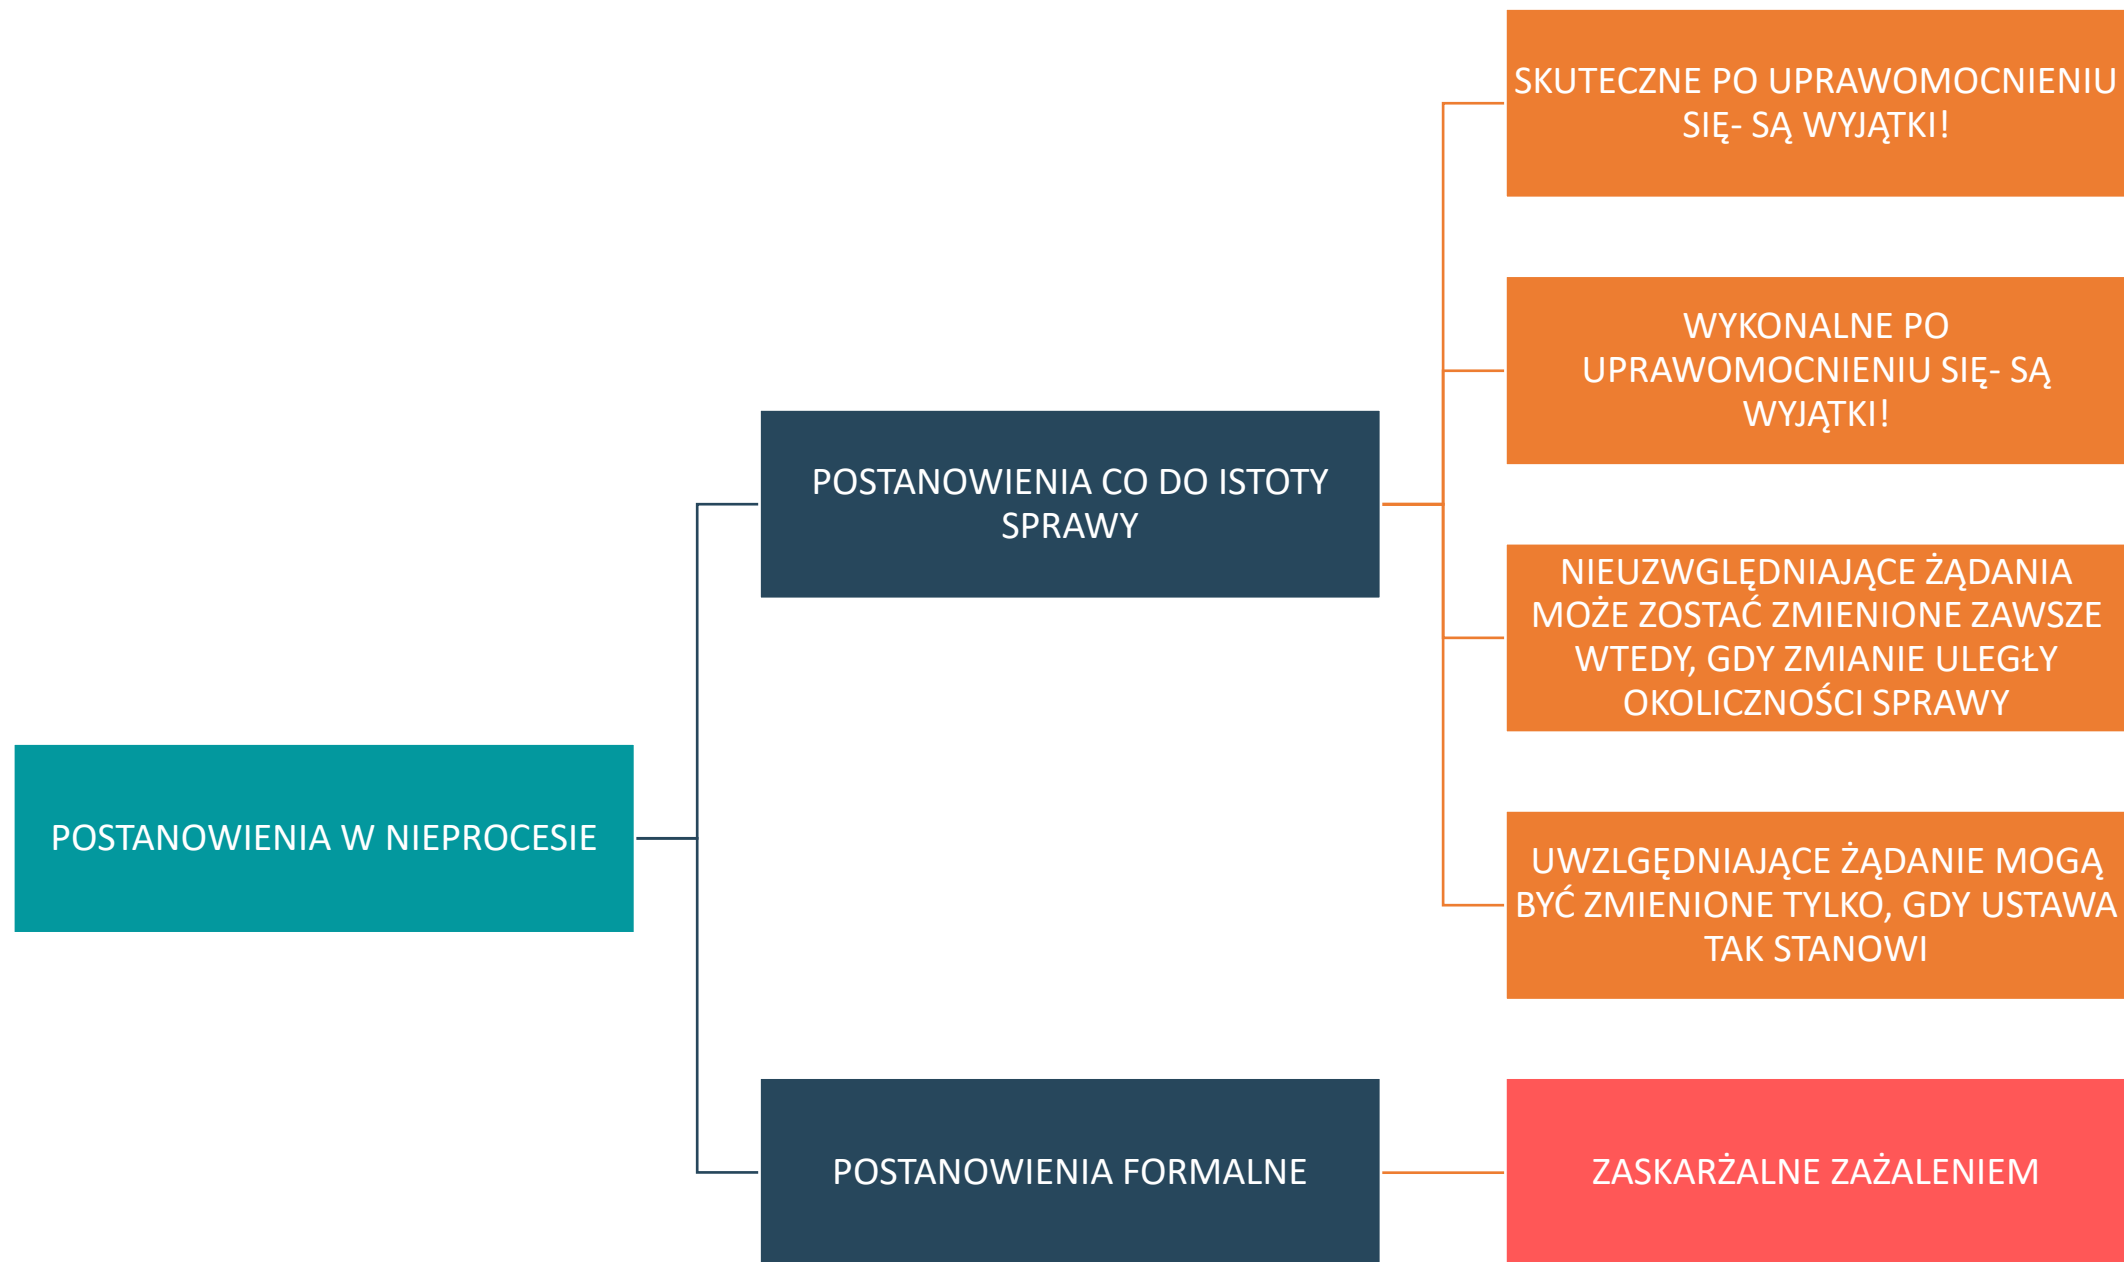 POSTANOWIENIA W NIEPROCESIE
POSTANOWIENIA CO DO ISTOTY
SPRAWY
SKUTECZNE PO UPRAWOMOCNIENIU
SIĘ- SĄ WYJĄTKI!
WYKONALNE PO
UPRAWOMOCNIENIU SIĘ- SĄ
WYJĄTKI!
NIEUZWGLĘDNIAJĄCE ŻĄDANIA
MOŻE ZOSTAĆ ZMIENIONE ZAWSZE
WTEDY, GDY ZMIANIE ULEGŁY
OKOLICZNOŚCI SPRAWY
UWZLGĘDNIAJĄCE ŻĄDANIE MOGĄ
BYĆ ZMIENIONE TYLKO, GDY USTAWA
TAK STANOWI
POSTANOWIENIA FORMALNE
ZASKARŻALNE ZAŻALENIEM